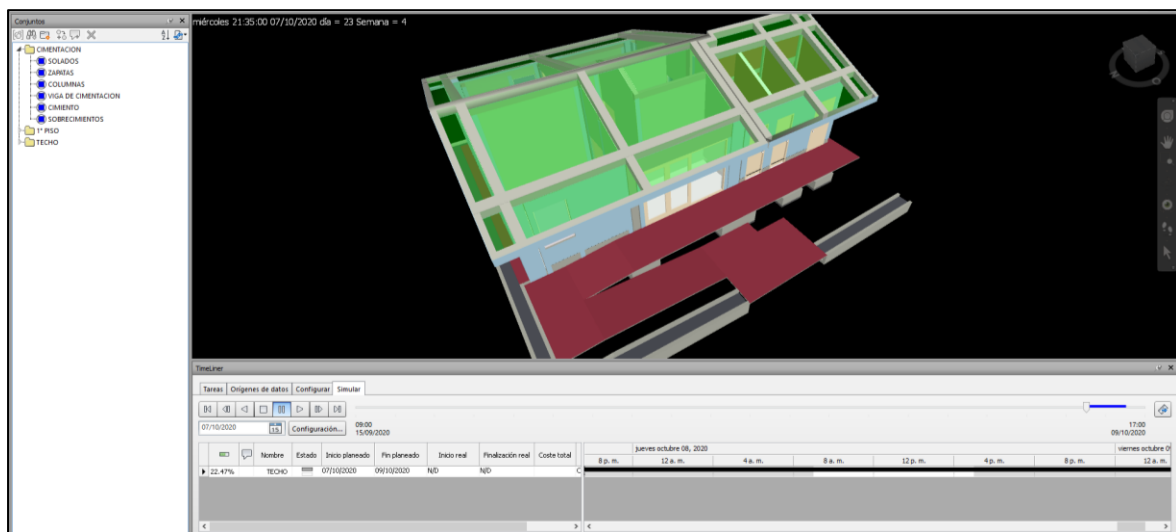 Conjuntos
miércoles 21:35:00 07/10/2020 día = 23 Semana = 4
CIMENTACION
SOLADOS
ZAPATAS
COLUMNAS
VIGA DE CIMENTACION
CIMIENTO
SOBRECIMIENTOS
1° PISO
TECHO
TimeLiner
Tareas Orígenes de datos Configurar Simular
07/10/2020 15 Configuración... 09:00 15/09/2020
17:00 09/10/2020
Nombre Estado Inicio planeado Fin planeado Inicio real Finalización real Coste total
jueves octubre 08, 2020 viernes octubre 0
8 p. m. 12 a. m. 4 a. m. 8 a. m. 12 p. m. 4 p. m. 8 p. m. 12 a. m.
22.47% TECHO 07/10/2020 09/10/2020 N/D N/D